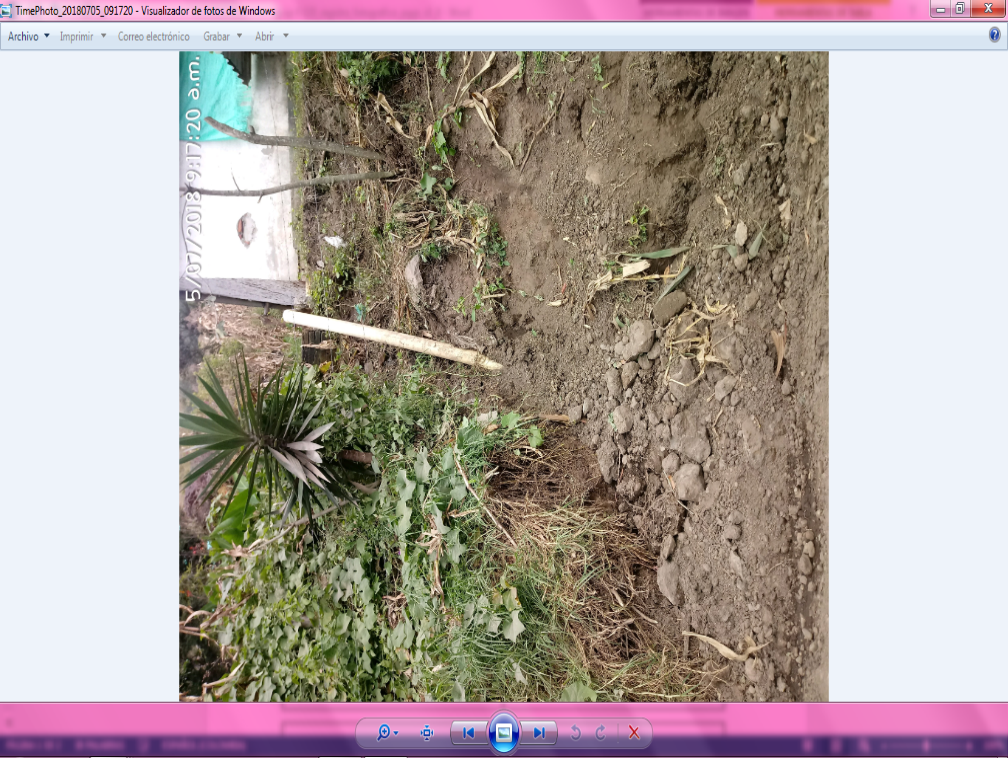 TimePhoto_20180705_091720 - Visualizador de fotos de Windows
Archivo Imprimir Correo electrónico Grabar Abrir
5/07/2018 9:17:20 a.m.